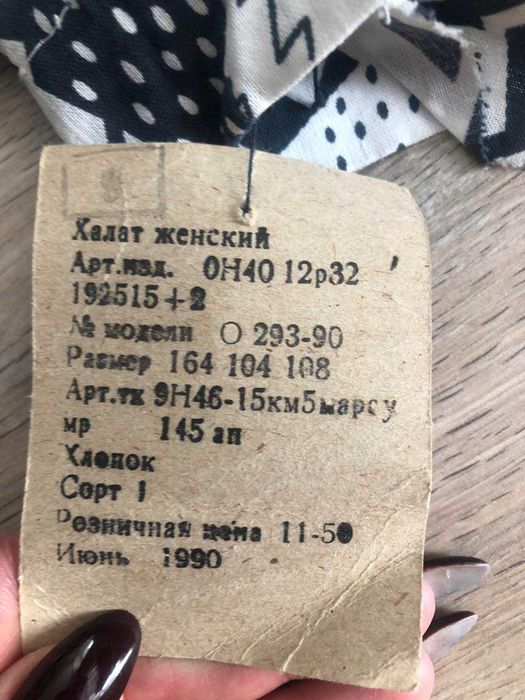 Халат женский
Арт.изд. ОН40 12р32
192515+2
№ модели О 293-90
Размер 164 104 108
Арт.тк 9Н46-15км5марсу
мр 145 ап
Хлопок
Сорт 1
Розничная цена 11-50
Июнь 1990